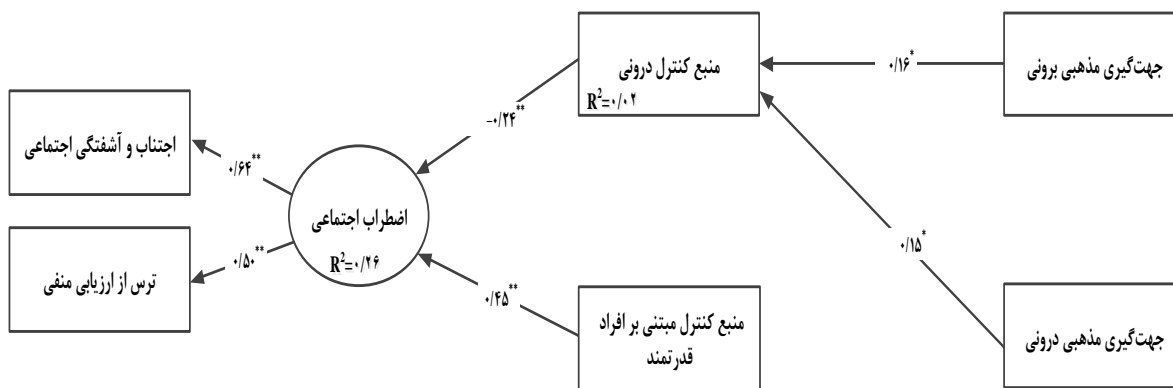 جهت‌گیری مذهبی برونی
۰/۱۶*
منبع کنترل درونی
R²=۰/۰۲
-۰/۲۴**
اجتناب و آشفتگی اجتماعی
۰/۶۴**
اضطراب اجتماعی
R²=۰/۲۶
۰/۱۵*
ترس از ارزیابی منفی
۰/۵۰**
۰/۴۵**
منبع کنترل مبتنی بر افراد
قدرتمند
جهت‌گیری مذهبی درونی